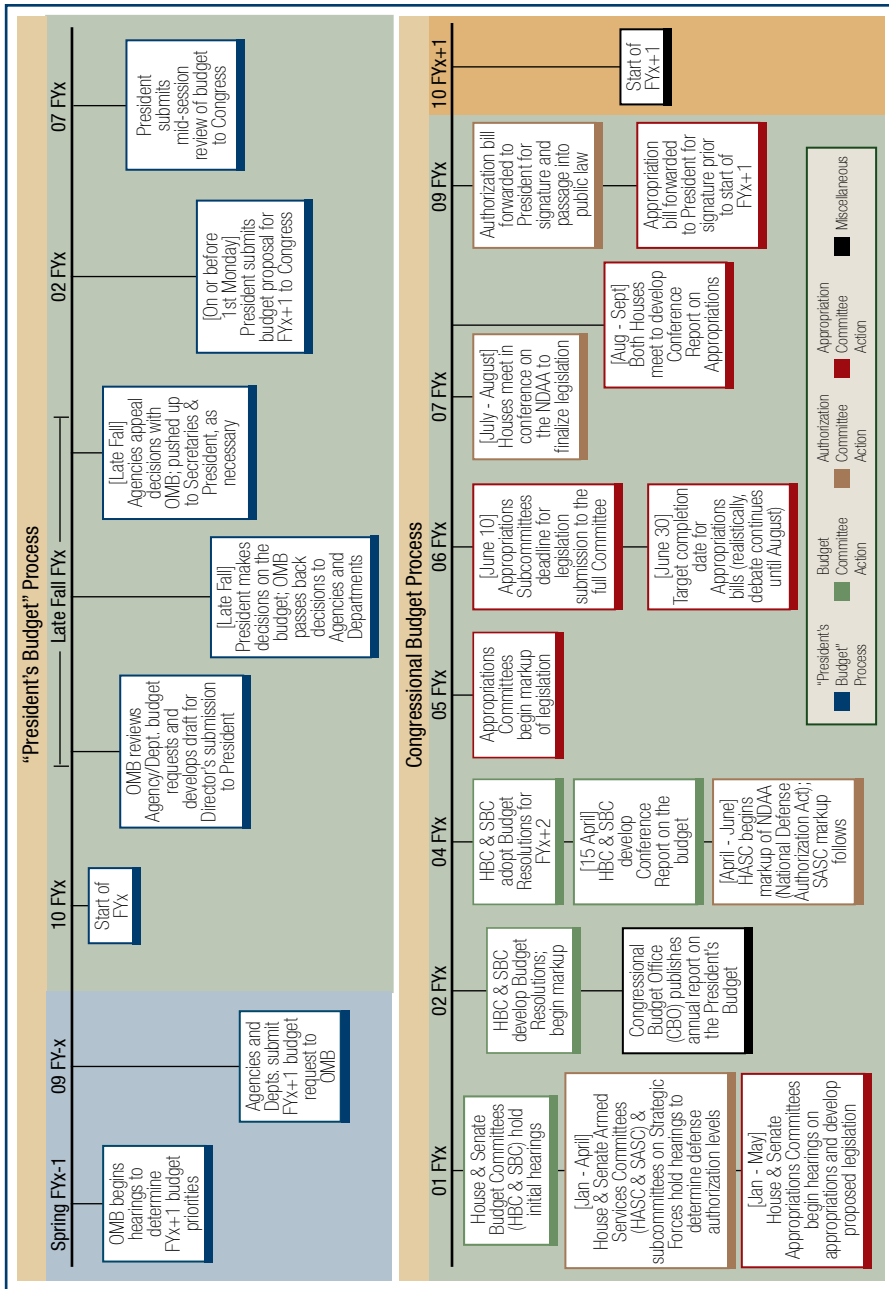 “President’s Budget” Process
Spring FYx-1
09 FY-x
10 FYx
Late Fall FYx
02 FYx
07 FYx
OMB begins
hearings to
determine
FYx+1 budget
priorities
Agencies and
Depts. submit
FYx+1 budget
request to
OMB
Start of
FYx
OMB reviews
Agency/Dept. budget
requests and
develops draft for
Director’s submission
to President
[Late Fall]
President makes
decisions on the
budget; OMB
passes back
decisions to
Agencies and
Departments
[Late Fall]
Agencies appeal
decisions with
OMB; pushed up
to Secretaries &
President, as
necessary
[On or before
1st Monday]
President submits
budget proposal for
FYx+1 to Congress
President
submits
mid-session
review of budget
to Congress
Congressional Budget Process
01 FYx
02 FYx
04 FYx
05 FYx
06 FYx
07 FYx
09 FYx
10 FYx+1
House & Senate
Budget Committees
(HBC & SBC) hold
initial hearings
[Jan - April]
House & Senate Armed
Services Committees
(HASC & SASC) &
subcommittees on Strategic
Forces hold hearings to
determine defense
authorization levels
[Jan - May]
House & Senate
Appropriations Committees
begin hearings on
appropriations and develop
proposed legislation
HBC & SBC
develop Budget
Resolutions;
begin markup
Congressional
Budget Office
(CBO) publishes
annual report on
the President’s
Budget
HBC & SBC
adopt Budget
Resolutions for
FYx+2
[15 April]
HBC & SBC
develop
Conference
Report on the
budget
[April - June]
HASC begins
markup of NDAA
(National Defense
Authorization Act);
SASC markup
follows
Appropriations
Committees
begin markup
of legislation
[June 10]
Appropriations
Subcommittees
deadline for
legislation
submission to the
full Committee
[June 30]
Target completion
date for
Appropriations
bills (realistically,
debate continues
until August)
[July - August]
Houses meet in
conference on
the NDAA to
finalize legislation
[Aug - Sept]
Both Houses
meet to develop
Conference
Report on
Appropriations
Authorization bill
forwarded to
President for
signature and
passage into
public law
Appropriation
bill forwarded
to President for
signature prior
to start of
FYx+1
Start of
FYx+1
“President’s
Budget”
Process
Budget
Committee
Action
Authorization
Committee
Action
Appropriation
Committee
Action
Miscellaneous